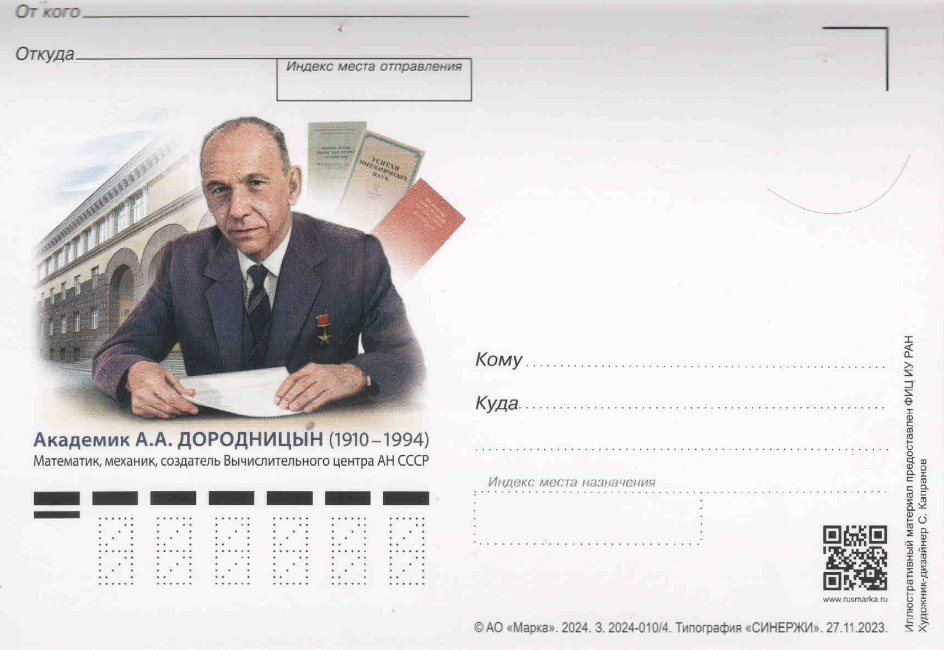 От кого
Откуда
Индекс места отправления
УСПЕХИ
МАТЕМАТИЧЕСКИХ
НАУК
Академик А.А. ДОРОДНИЦЫН (1910–1994)
Математик, механик, создатель Вычислительного центра АН СССР
Кому
Куда
Индекс места назначения
www.rusmarka.ru
© АО «Марка». 2024. З. 2024-010/4. Типография «СИНЕРЖИ». 27.11.2023.
Иллюстративный материал предоставлен ФИЦ ИУ РАН
Художник-дизайнер С. Капранов